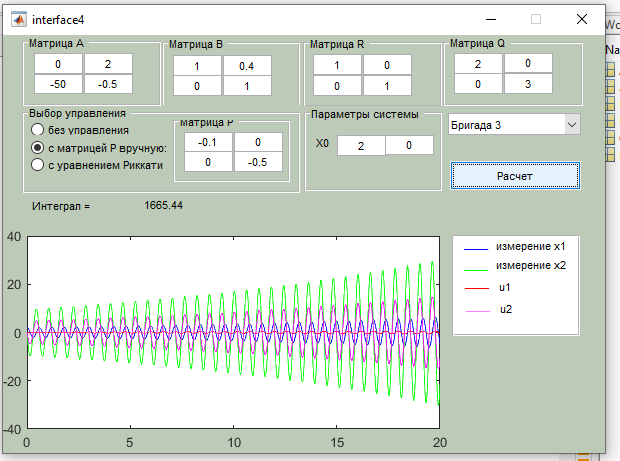 interface4
Wo
Матрица A
Матрица B
Матрица R
Матрица Q
Na
0 2
1 0.4
1 0
2 0
-50 -0.5
0 1
0 1
0 3
Выбор управления
Матрица P
Параметры системы
без управления
с матрицей P вручную:
с уравнением Риккати
-0.1 0
0 -0.5
X0 2 0
Бригада 3
Расчет
Интеграл = 1665.44
40
20
0
-20
-40
0 5 10 15 20
измерение x1
измерение x2
u1
u2